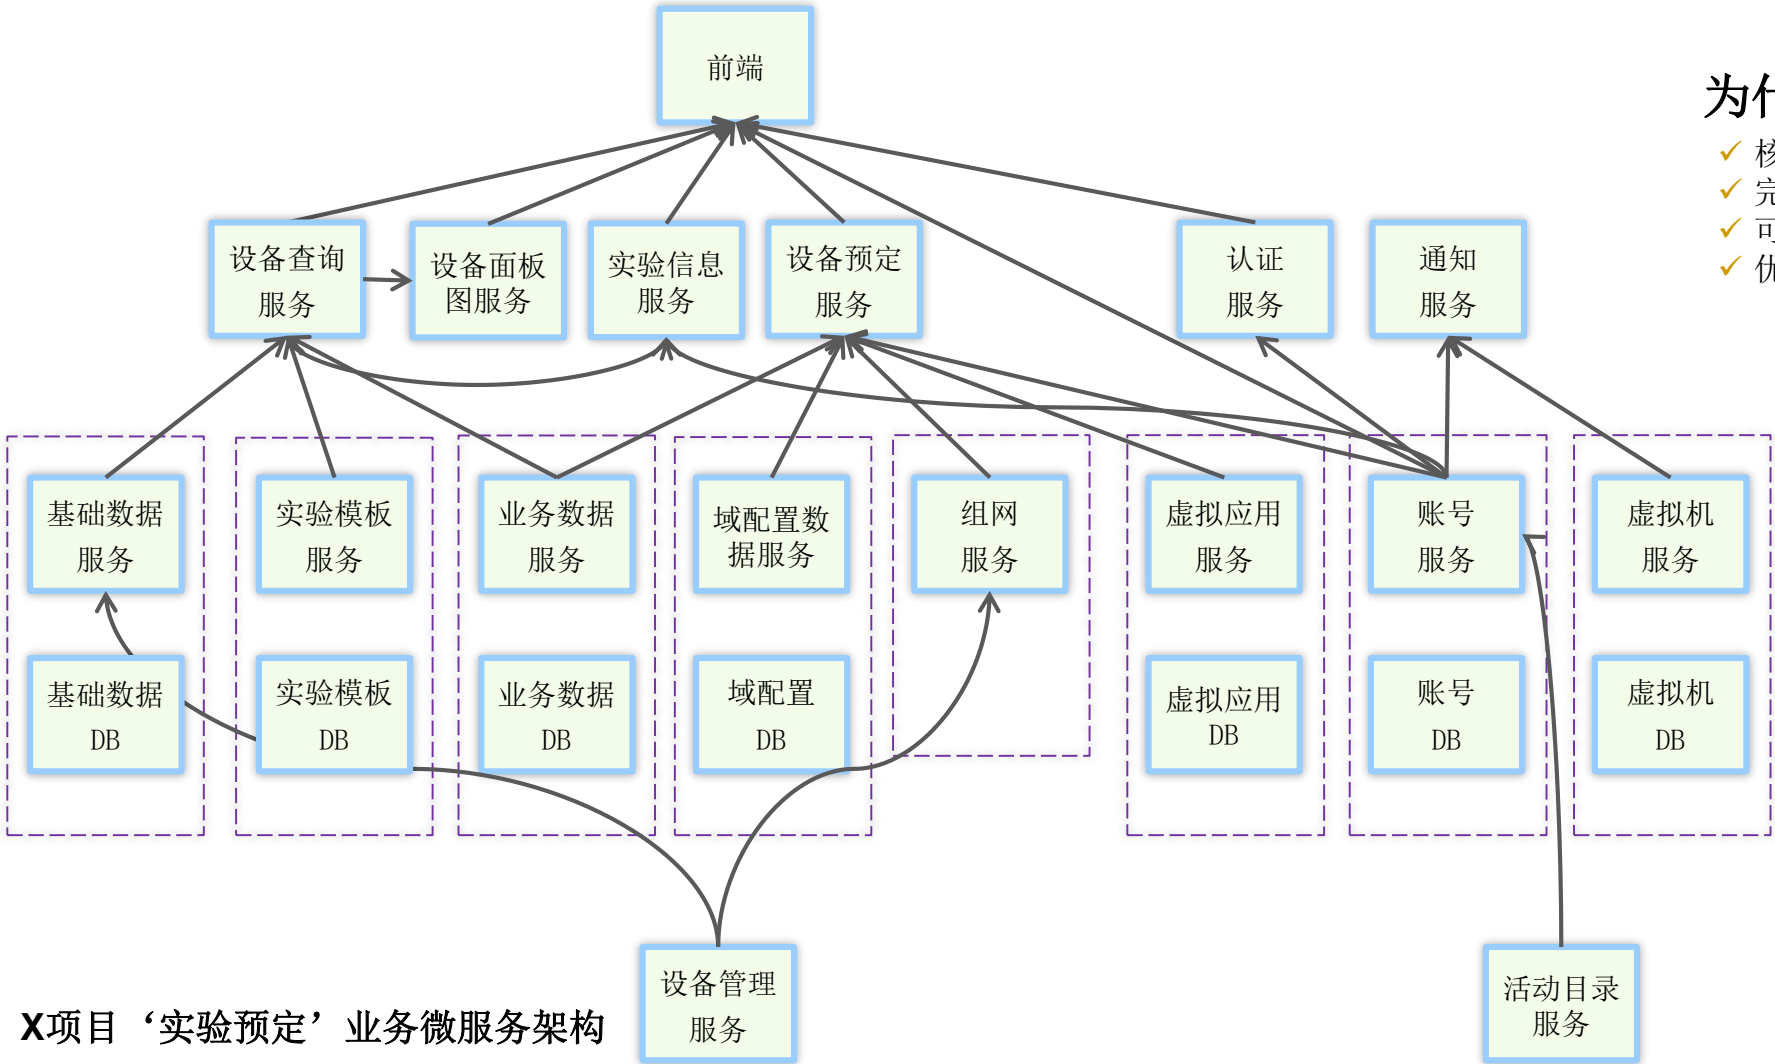 前端
为什
核
完
可
优
设备查询
服务
设备面板
图服务
实验信息
服务
设备预定
服务
认证
服务
通知
服务
基础数据
服务
实验模板
服务
业务数据
服务
域配置数
据服务
组网
服务
虚拟应用
服务
账号
服务
虚拟机
服务
基础数据
DB
实验模板
DB
业务数据
DB
域配置
DB
虚拟应用
DB
账号
DB
虚拟机
DB
设备管理
服务
活动目录
服务
X项目‘实验预定’业务微服务架构